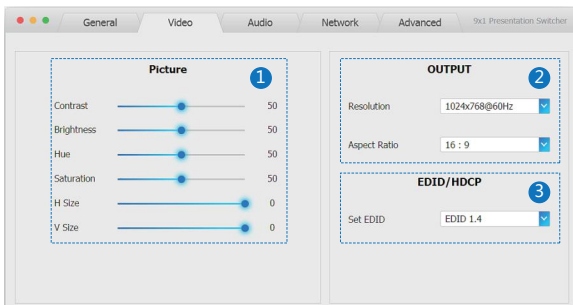 General Video Audio Network Advanced 9x1 Presentation Switcher
Picture
1
Contrast 50
Brightness 50
Hue 50
Saturation 50
H Size 0
V Size 0
OUTPUT
2
Resolution 1024x768@60Hz
Aspect Ratio 16 : 9
EDID/HDCP
3
Set EDID EDID 1.4